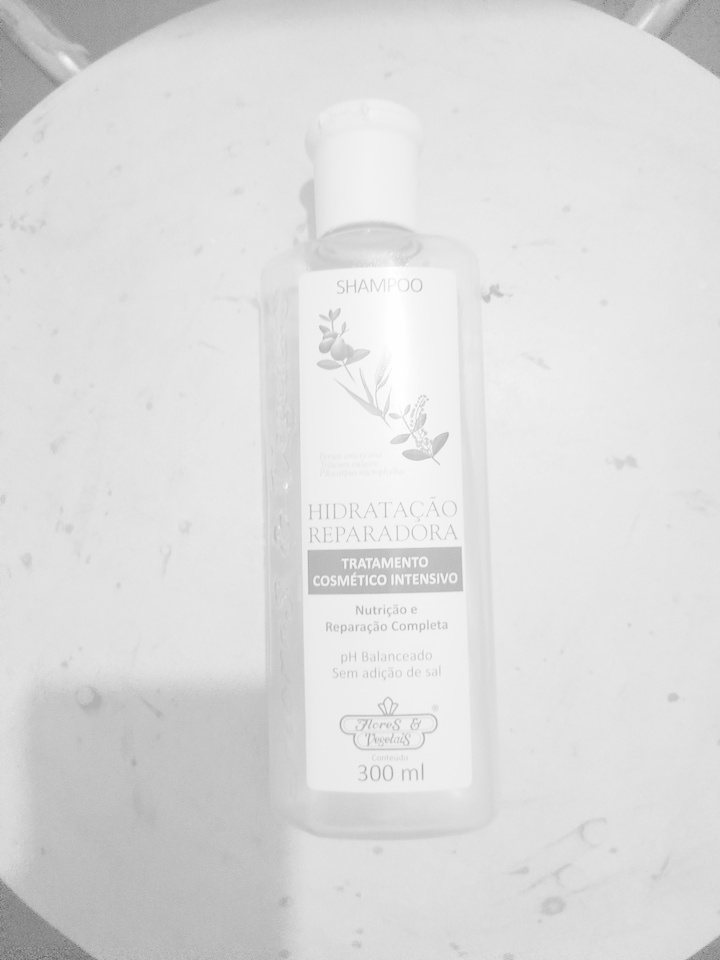 SHAMPOO
HIDRATAÇÃO
REPARADORA
TRATAMENTO
COSMÉTICO INTENSIVO
Nutrição e
Reparação Completa
pH Balanceado
Sem adição de sal
Flores &
Vegetais
®
Conteúdo
300 ml